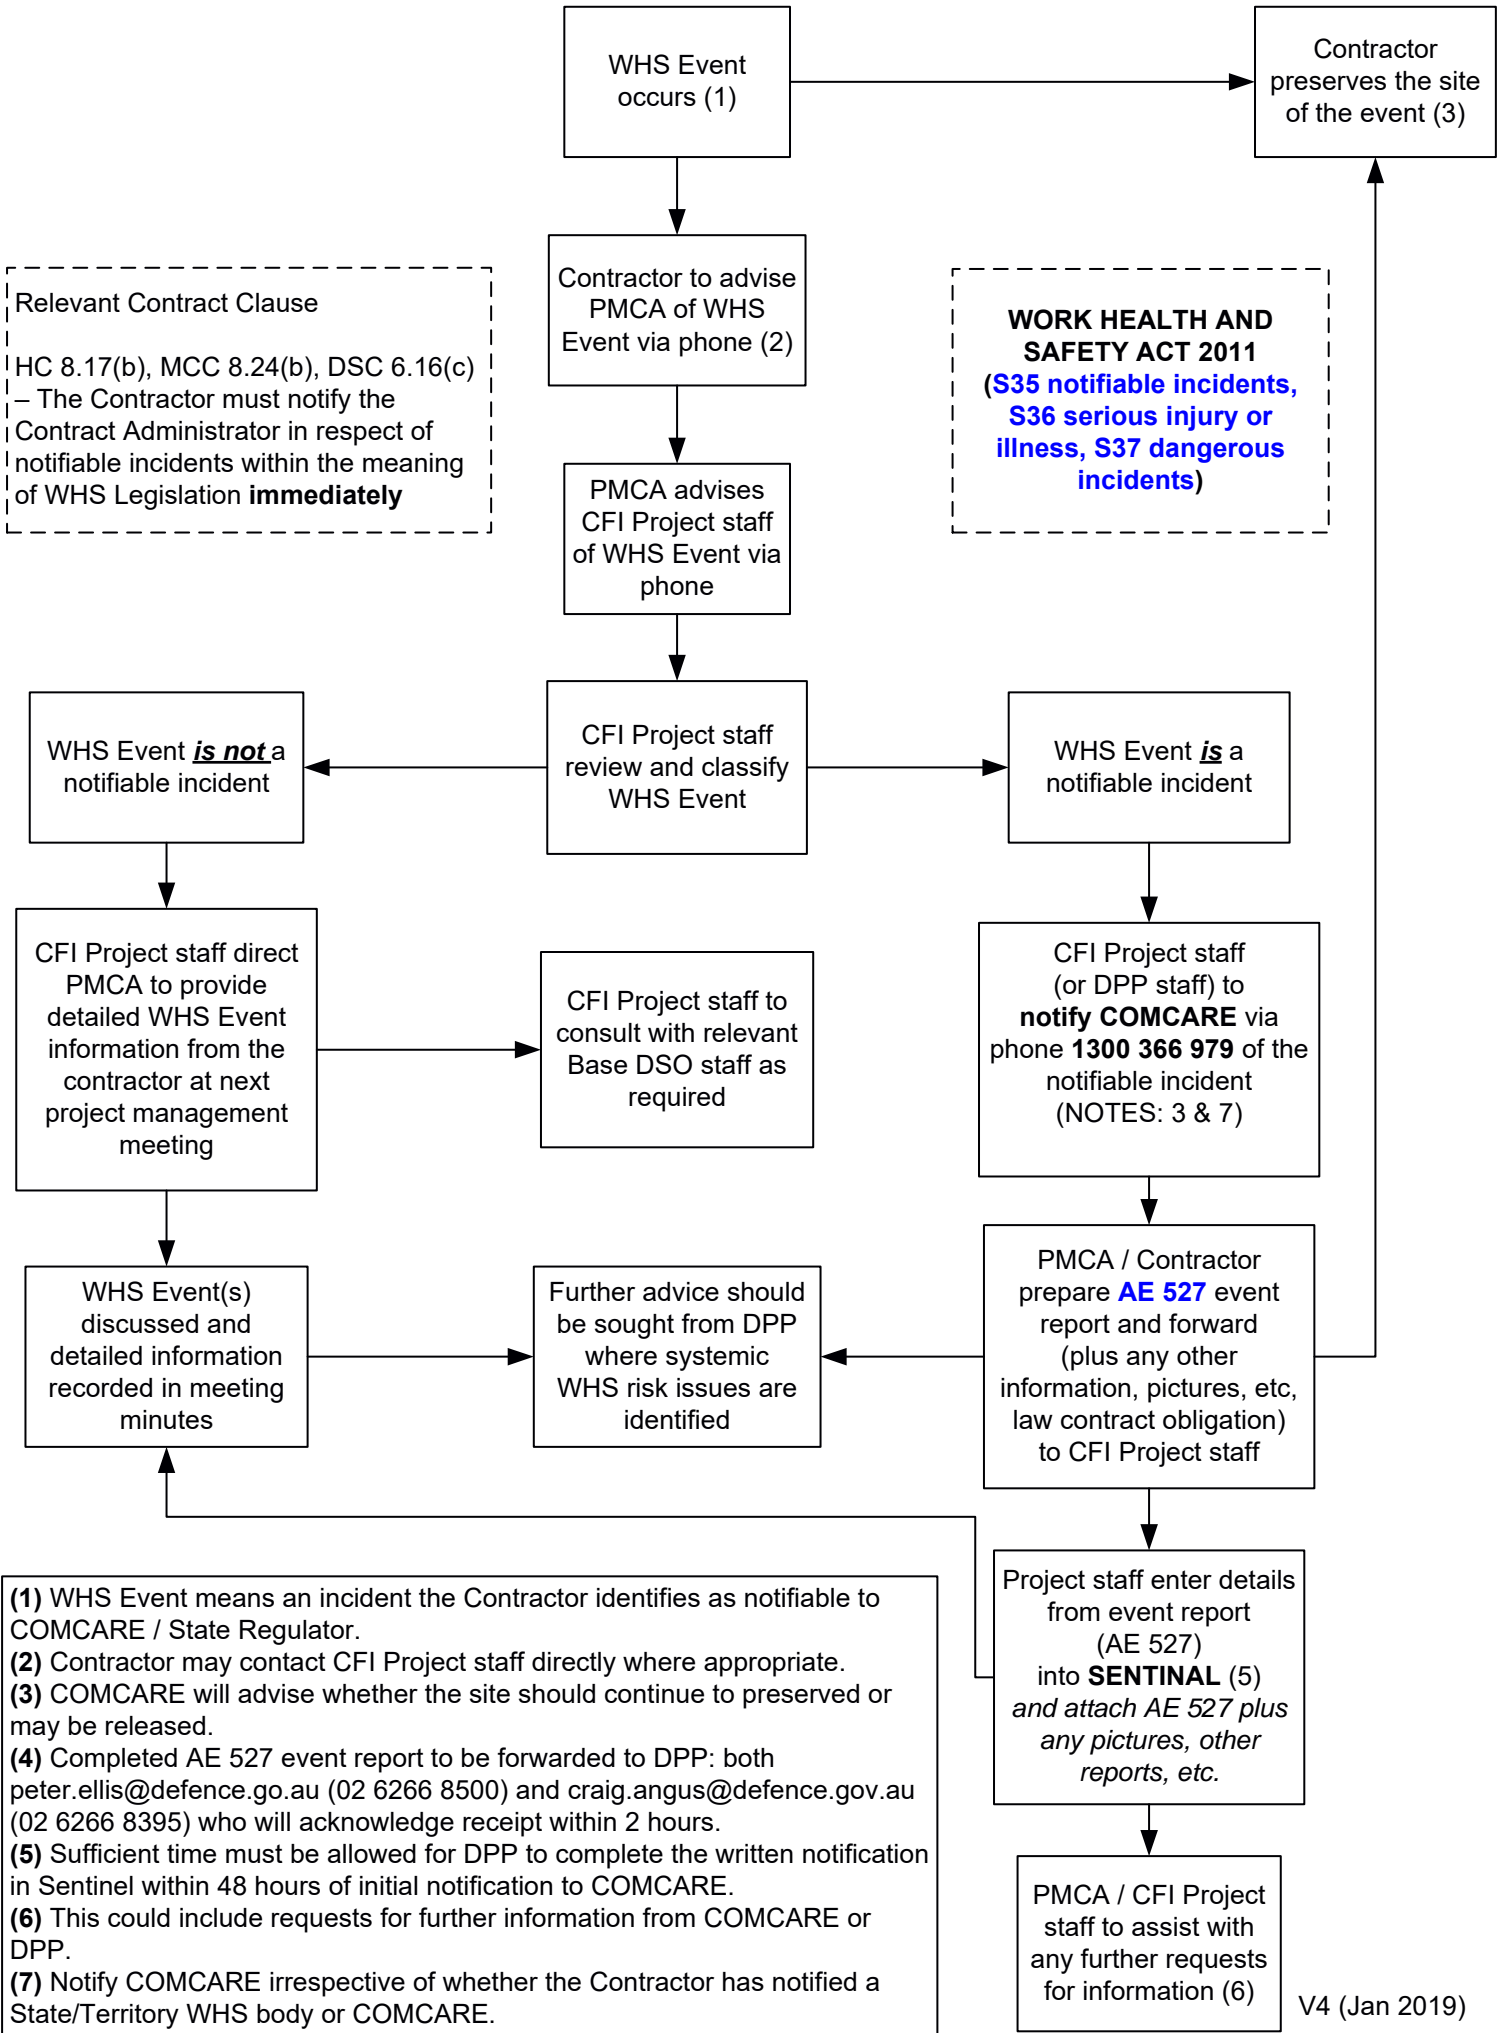 WHS Event
occurs (1)
Contractor
preserves the site
of the event (3)
Contractor to advise
PMCA of WHS
Event via phone (2)
Relevant Contract Clause
HC 8.17(b), MCC 8.24(b), DSC 6.16(c)
– The Contractor must notify the
Contract Administrator in respect of
notifiable incidents within the meaning
of WHS Legislation immediately
WORK HEALTH AND
SAFETY ACT 2011
(S35 notifiable incidents,
S36 serious injury or
illness, S37 dangerous
incidents)
PMCA advises
CFI Project staff
of WHS Event via
phone
WHS Event is not a
notifiable incident
CFI Project staff
review and classify
WHS Event
WHS Event is a
notifiable incident
CFI Project staff direct
PMCA to provide
detailed WHS Event
information from the
contractor at next
project management
meeting
CFI Project staff to
consult with relevant
Base DSO staff as
required
CFI Project staff
(or DPP staff) to
notify COMCARE via
phone 1300 366 979 of the
notifiable incident
(NOTES: 3 & 7)
WHS Event(s)
discussed and
detailed information
recorded in meeting
minutes
Further advice should
be sought from DPP
where systemic
WHS risk issues are
identified
PMCA / Contractor
prepare AE 527 event
report and forward
(plus any other
information, pictures, etc,
law contract obligation)
to CFI Project staff
Project staff enter details
from event report
(AE 527)
into SENTINAL (5)
and attach AE 527 plus
any pictures, other
reports, etc.
(1) WHS Event means an incident the Contractor identifies as notifiable to
COMCARE / State Regulator.
(2) Contractor may contact CFI Project staff directly where appropriate.
(3) COMCARE will advise whether the site should continue to preserved or
may be released.
(4) Completed AE 527 event report to be forwarded to DPP: both
peter.ellis@defence.go.au (02 6266 8500) and craig.angus@defence.gov.au
(02 6266 8395) who will acknowledge receipt within 2 hours.
(5) Sufficient time must be allowed for DPP to complete the written notification
in Sentinel within 48 hours of initial notification to COMCARE.
(6) This could include requests for further information from COMCARE or
DPP.
(7) Notify COMCARE irrespective of whether the Contractor has notified a
State/Territory WHS body or COMCARE.
PMCA / CFI Project
staff to assist with
any further requests
for information (6)
V4 (Jan 2019)